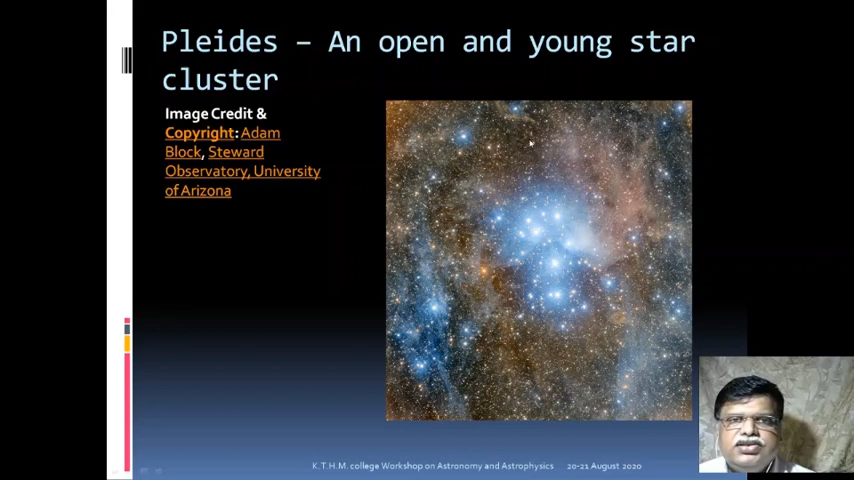 Pleides – An open and young star
cluster
Image Credit &
Copyright: Adam
Block, Steward
Observatory, University
of Arizona
K.T.H.M. college Workshop on Astronomy and Astrophysics 20-21 August 2020